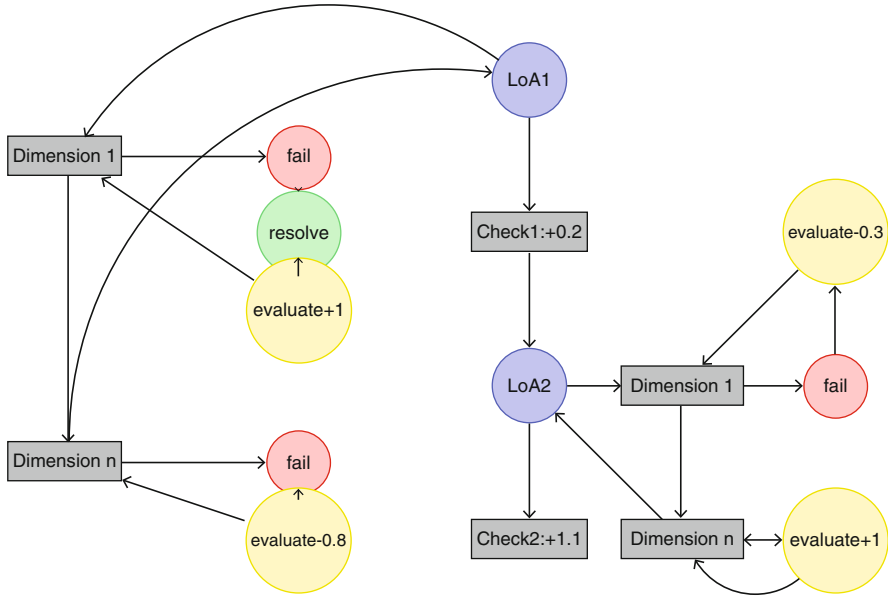 LoA1
Dimension 1
fail
resolve
Check1:+0.2
evaluate-0.3
evaluate+1
LoA2
Dimension 1
fail
Dimension n
fail
evaluate-0.8
Check2:+1.1
Dimension n
evaluate+1